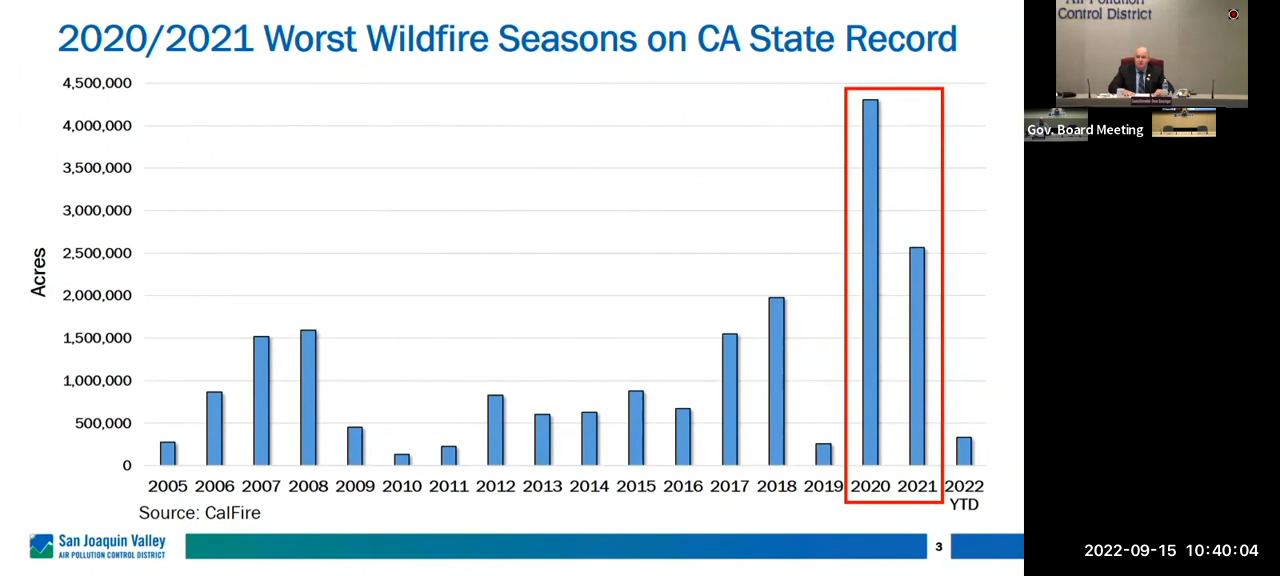 2020/2021 Worst Wildfire Seasons on CA State Record
4,500,000
4,000,000
3,500,000
3,000,000
2,500,000
2,000,000
1,500,000
1,000,000
500,000
0
Acres
2005 2006 2007 2008 2009 2010 2011 2012 2013 2014 2015 2016 2017 2018 2019 2020 2021 2022
YTD
Source: CalFire
San Joaquin Valley
AIR POLLUTION CONTROL DISTRICT
3
Air Pollution
Control District
Gov. Board Meeting
2022-09-15 10:40:04